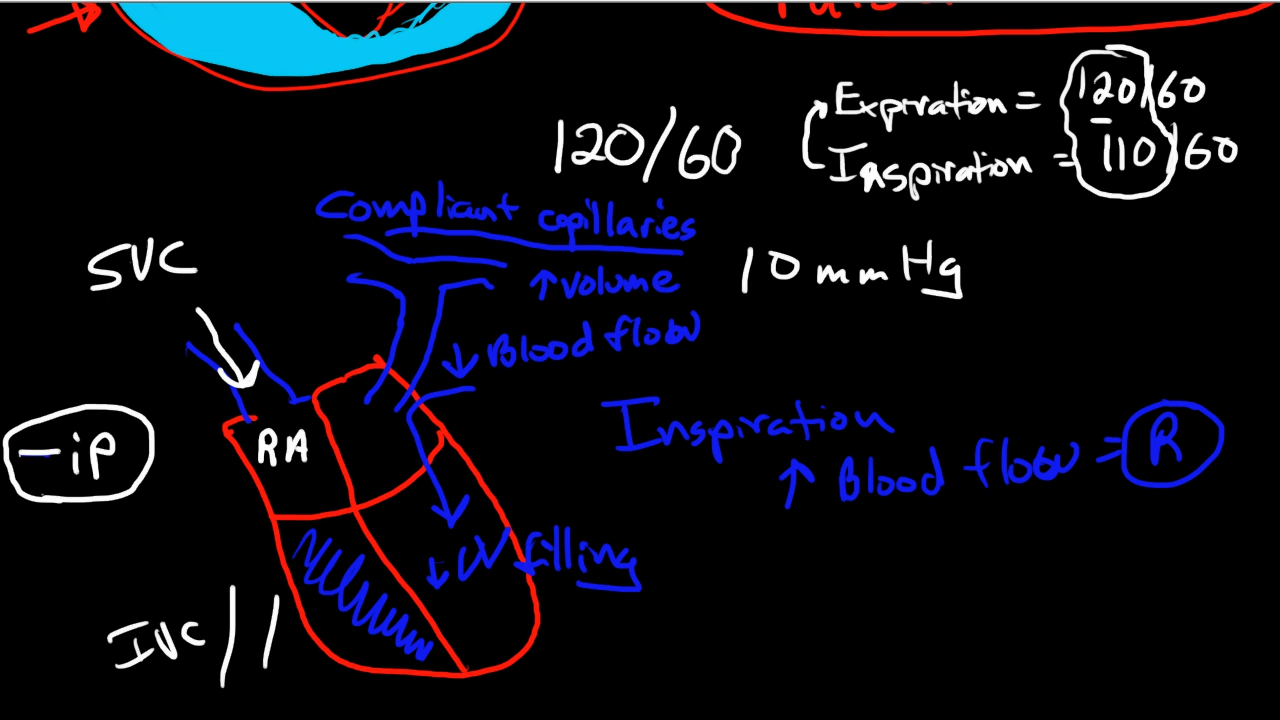 Expiration = 120/60
120/60
Inspiration = 110/60
Compliant capillaries
SVC
10 mmHg
↑ volume
↓ Blood flow
Inspiration
RA
-iP
↑ Blood flow = R
↓ LV filling
IVC